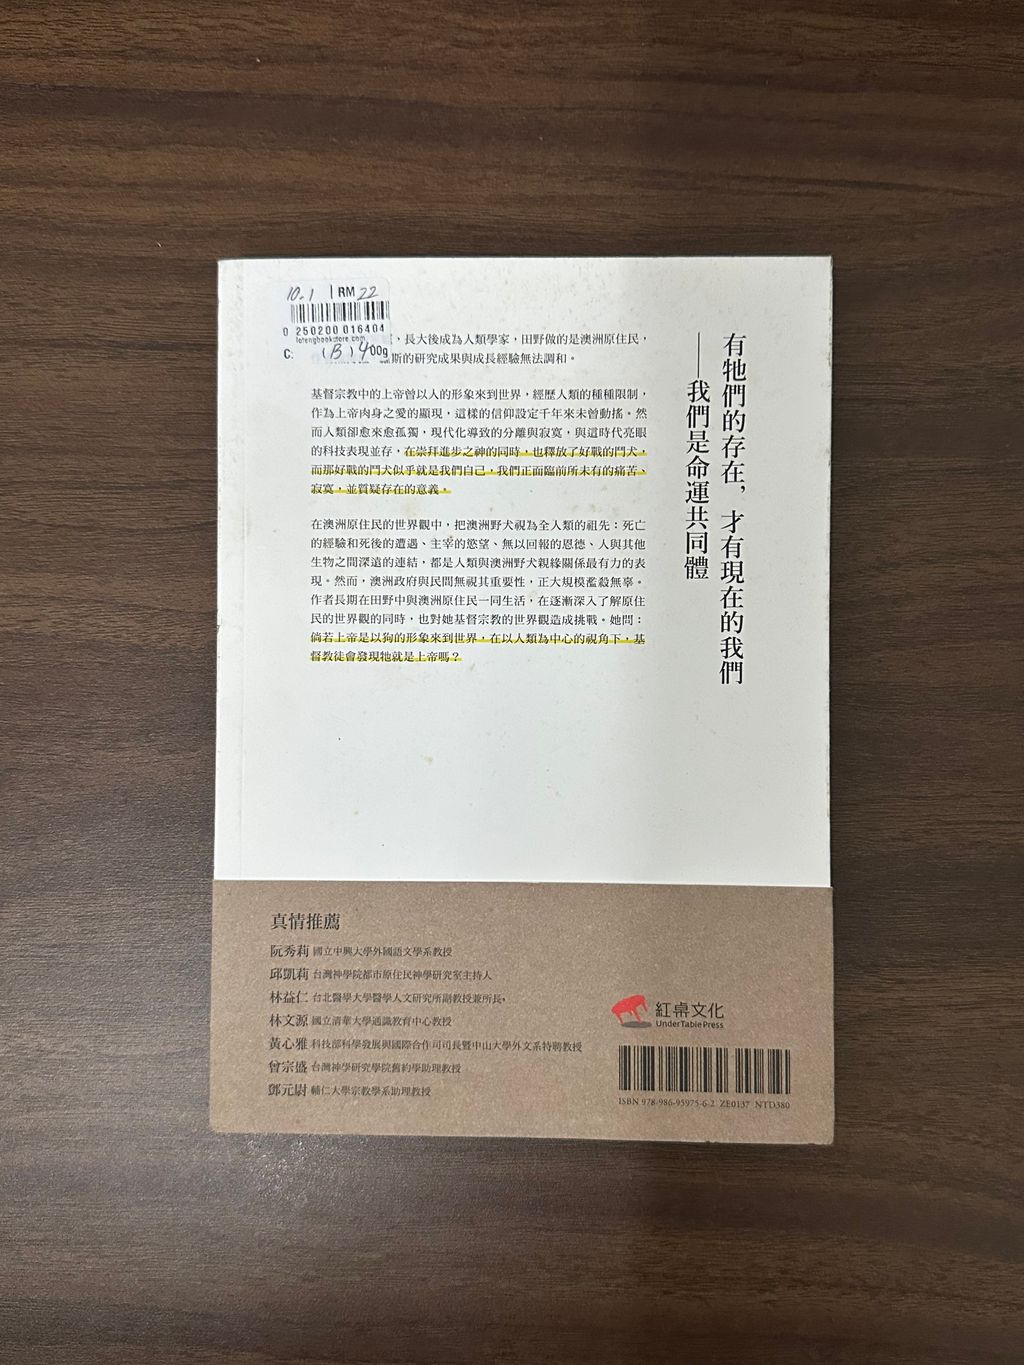 10.1 | RM 22
0 250200 016404
lotengbookstore.com
C: (B) 400g
有牠們的存在，才有現在的我們
——我們是命運共同體
，長大後成為人類學家，田野做的是澳洲原住民，
斯的研究成果與成長經驗無法調和。
基督宗教中的上帝曾以人的形象來到世界，經歷人類的種種限制，
作為上帝肉身之愛的顯現，這樣的信仰設定千年來未曾動搖。然
而人類卻愈來愈孤獨，現代化導致的分離與寂寞，與這時代亮眼
的科技表現並存，在崇拜進步之神的同時，也釋放了好戰的鬥犬，
而那好戰的鬥犬似乎就是我們自己，我們正面臨前所未有的痛苦、
寂寞，並質疑存在的意義。
在澳洲原住民的世界觀中，把澳洲野犬視為全人類的祖先：死亡
的經驗和死後的遭遇、主宰的慾望、無以回報的恩德、人與其他
生物之間深遠的連結，都是人類與澳洲野犬親緣關係最有力的表
現。然而，澳洲政府與民間無視其重要性，正大規模濫殺無辜。
作者長期在田野中與澳洲原住民一同生活，在逐漸深入了解原住
民的世界觀的同時，也對她基督宗教的世界觀造成挑戰。她問：
倘若上帝是以狗的形象來到世界，在以人類為中心的視角下，基
督教徒會發現牠就是上帝嗎？
真情推薦
阮秀莉 國立中興大學外國語文學系教授
邱凱莉 台灣神學院都市原住民神學研究室主持人
林益仁 台北醫學大學醫學人文研究所副教授兼所長，
林文源 國立清華大學通識教育中心教授
黃心雅 科技部科學發展與國際合作司司長暨中山大學外文系特聘教授
曾宗盛 台灣神學研究學院舊約學助理教授
鄧元尉 輔仁大學宗教學系助理教授
紅桌文化
UnderTable Press
ISBN 978-986-95975-6-2 ZE0137 NTD380